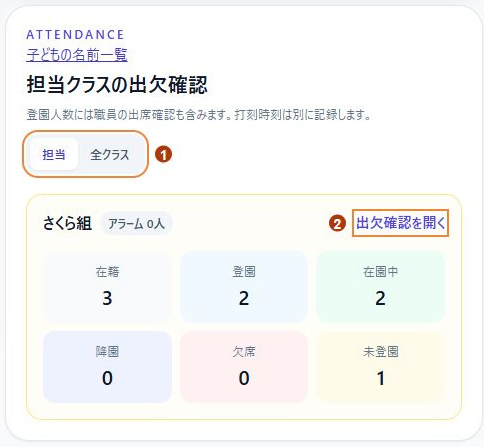 ATTENDANCE
子どもの名前一覧
担当クラスの出欠確認
登園人数には職員の出席確認も含みます。打刻時刻は別に記録します。
担当 全クラス 1
さくら組 アラーム 0人 2 出欠確認を開く
在籍 登園 在園中
3 2 2
降園 欠席 未登園
0 0 1